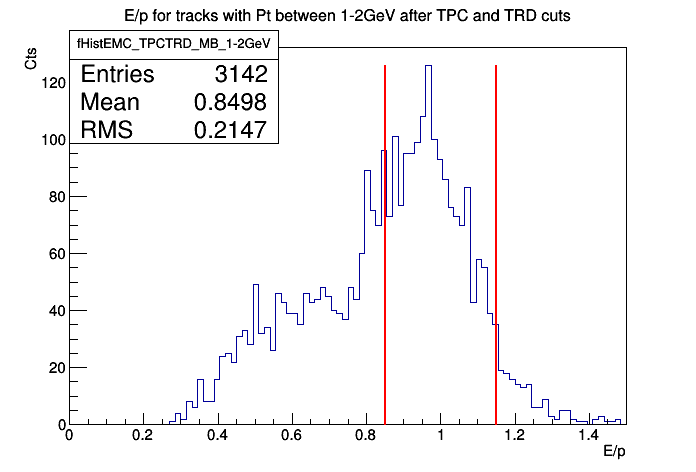 E/p for tracks with Pt between 1-2GeV after TPC and TRD cuts
fHistEMC_TPCTRD_MB_1-2GeV
Entries 3142
Mean 0.8498
RMS 0.2147
Cts
120
100
80
60
40
20
0
0 0.2 0.4 0.6 0.8 1 1.2 1.4
E/p